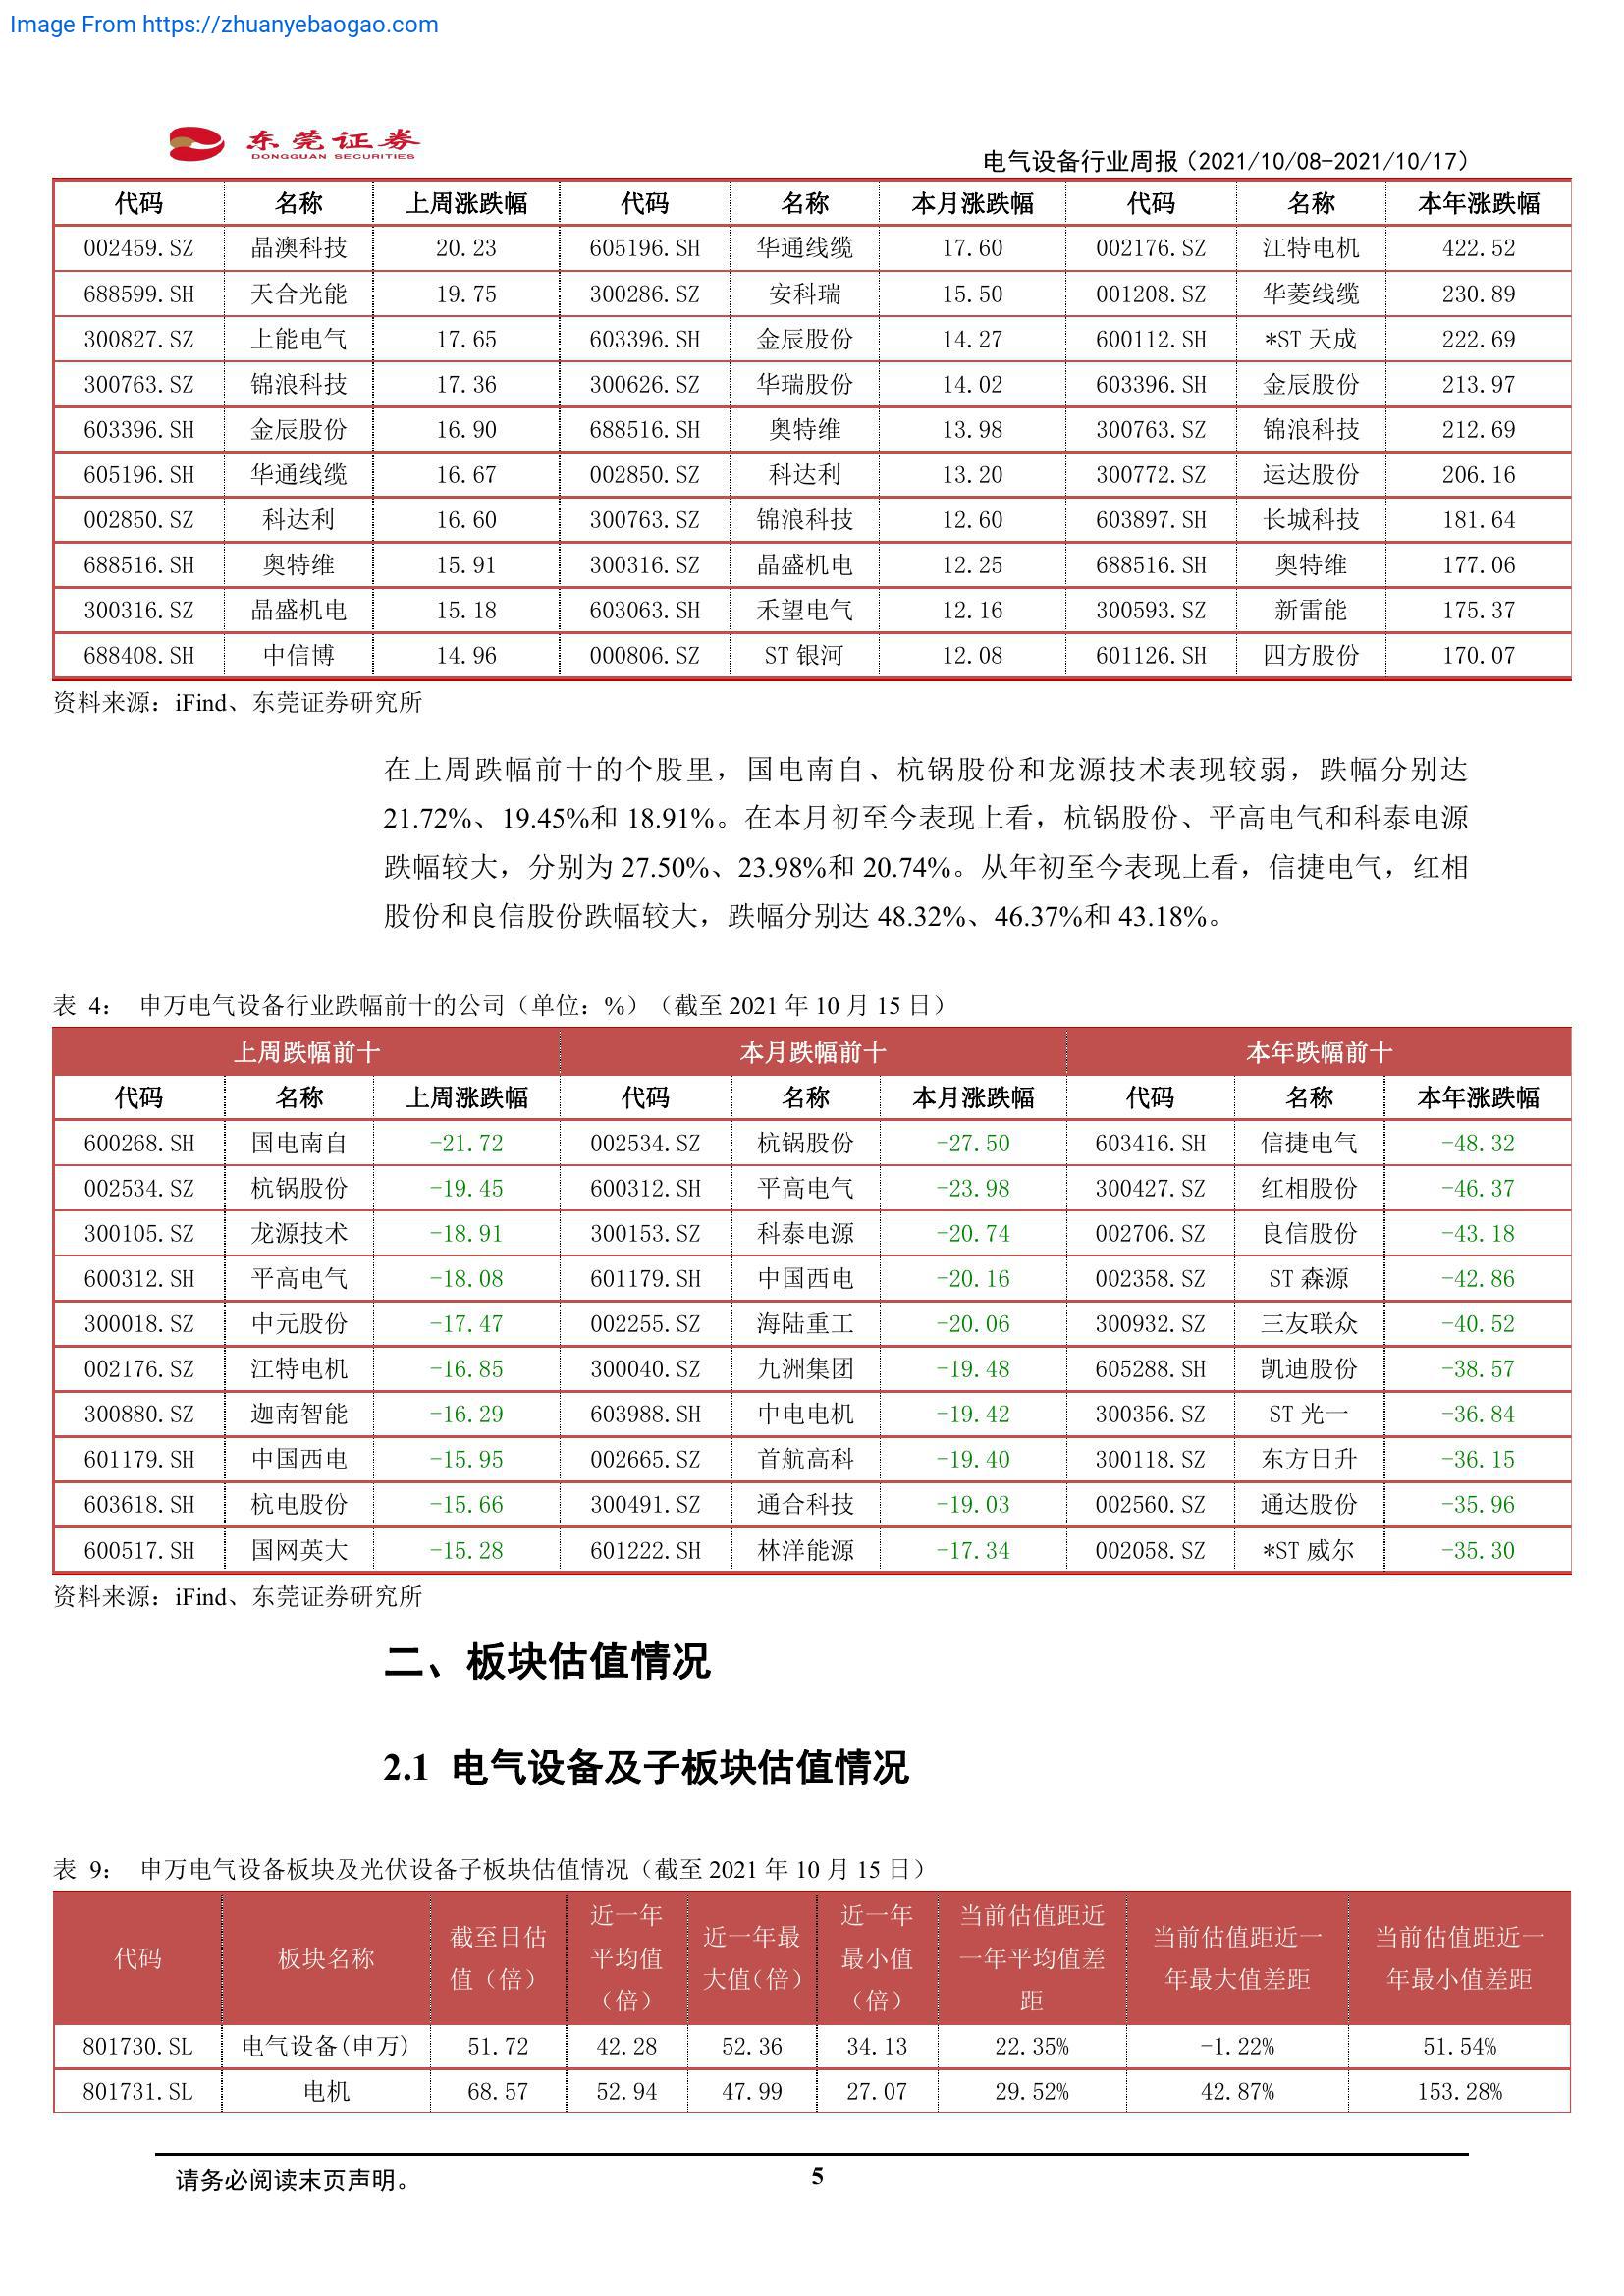 Image From https://zhuanyebaogao.com
东莞证券
DONGGUAN SECURITIES
电气设备行业周报（2021/10/08-2021/10/17）
代码 名称 上周涨跌幅 代码 名称 本月涨跌幅 代码 名称 本年涨跌幅
002459.SZ 晶澳科技 20.23 605196.SH 华通线缆 17.60 002176.SZ 江特电机 422.52
688599.SH 天合光能 19.75 300286.SZ 安科瑞 15.50 001208.SZ 华菱线缆 230.89
300827.SZ 上能电气 17.65 603396.SH 金辰股份 14.27 600112.SH *ST 天成 222.69
300763.SZ 锦浪科技 17.36 300626.SZ 华瑞股份 14.02 603396.SH 金辰股份 213.97
603396.SH 金辰股份 16.90 688516.SH 奥特维 13.98 300763.SZ 锦浪科技 212.69
605196.SH 华通线缆 16.67 002850.SZ 科达利 13.20 300772.SZ 运达股份 206.16
002850.SZ 科达利 16.60 300763.SZ 锦浪科技 12.60 603897.SH 长城科技 181.64
688516.SH 奥特维 15.91 300316.SZ 晶盛机电 12.25 688516.SH 奥特维 177.06
300316.SZ 晶盛机电 15.18 603063.SH 禾望电气 12.16 300593.SZ 新雷能 175.37
688408.SH 中信博 14.96 000806.SZ ST 银河 12.08 601126.SH 四方股份 170.07
资料来源：iFind、东莞证券研究所
在上周跌幅前十的个股里，国电南自、杭锅股份和龙源技术表现较弱，跌幅分别达
21.72%、19.45%和 18.91%。在本月初至今表现上看，杭锅股份、平高电气和科泰电源
跌幅较大，分别为 27.50%、23.98%和 20.74%。从年初至今表现上看，信捷电气，红相
股份和良信股份跌幅较大，跌幅分别达 48.32%、46.37%和 43.18%。
表 4： 申万电气设备行业跌幅前十的公司（单位：%）（截至 2021 年 10 月 15 日）
上周跌幅前十 本月跌幅前十 本年跌幅前十
代码 名称 上周涨跌幅 代码 名称 本月涨跌幅 代码 名称 本年涨跌幅
600268.SH 国电南自 -21.72 002534.SZ 杭锅股份 -27.50 603416.SH 信捷电气 -48.32
002534.SZ 杭锅股份 -19.45 600312.SH 平高电气 -23.98 300427.SZ 红相股份 -46.37
300105.SZ 龙源技术 -18.91 300153.SZ 科泰电源 -20.74 002706.SZ 良信股份 -43.18
600312.SH 平高电气 -18.08 601179.SH 中国西电 -20.16 002358.SZ ST 森源 -42.86
300018.SZ 中元股份 -17.47 002255.SZ 海陆重工 -20.06 300932.SZ 三友联众 -40.52
002176.SZ 江特电机 -16.85 300040.SZ 九洲集团 -19.48 605288.SH 凯迪股份 -38.57
300880.SZ 迦南智能 -16.29 603988.SH 中电电机 -19.42 300356.SZ ST 光一 -36.84
601179.SH 中国西电 -15.95 002665.SZ 首航高科 -19.40 300118.SZ 东方日升 -36.15
603618.SH 杭电股份 -15.66 300491.SZ 通合科技 -19.03 002560.SZ 通达股份 -35.96
600517.SH 国网英大 -15.28 601222.SH 林洋能源 -17.34 002058.SZ *ST 威尔 -35.30
资料来源：iFind、东莞证券研究所
二、板块估值情况
2.1 电气设备及子板块估值情况
表 9： 申万电气设备板块及光伏设备子板块估值情况（截至 2021 年 10 月 15 日）
代码 板块名称 截至日估值（倍） 近一年平均值（倍） 近一年最大值（倍） 近一年最小值（倍） 当前估值距近一年平均值差距 当前估值距近一年最大值差距 当前估值距近一年最小值差距
801730.SL 电气设备(申万) 51.72 42.28 52.36 34.13 22.35% -1.22% 51.54%
801731.SL 电机 68.57 52.94 47.99 27.07 29.52% 42.87% 153.28%
请务必阅读末页声明。
5